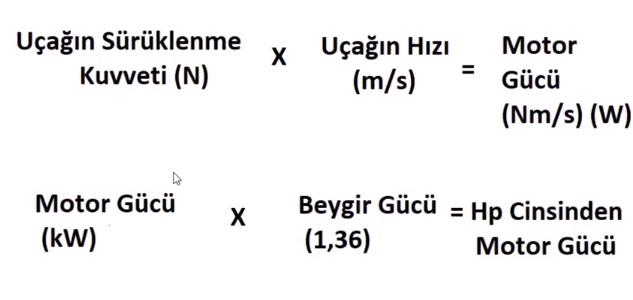 Uçağın Sürüklenme X Uçağın Hızı Motor
Kuvveti (N) (m/s) = Gücü
(Nm/s) (W)
Motor Gücü X Beygir Gücü = Hp Cinsinden
(kW) (1,36) Motor Gücü